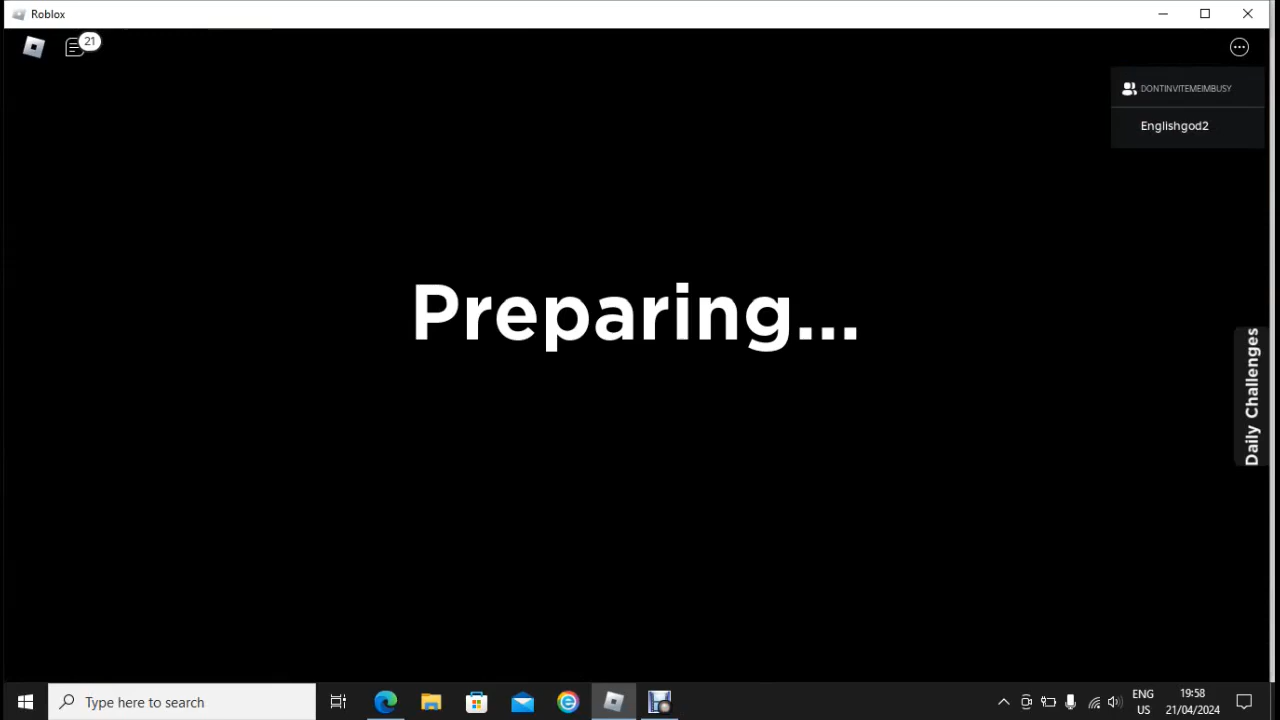 Roblox
21
DONTINVITEMEIMBUSY
Englishgod2
Preparing...
Daily Challenges
Type here to search
ENG
US
19:58
21/04/2024